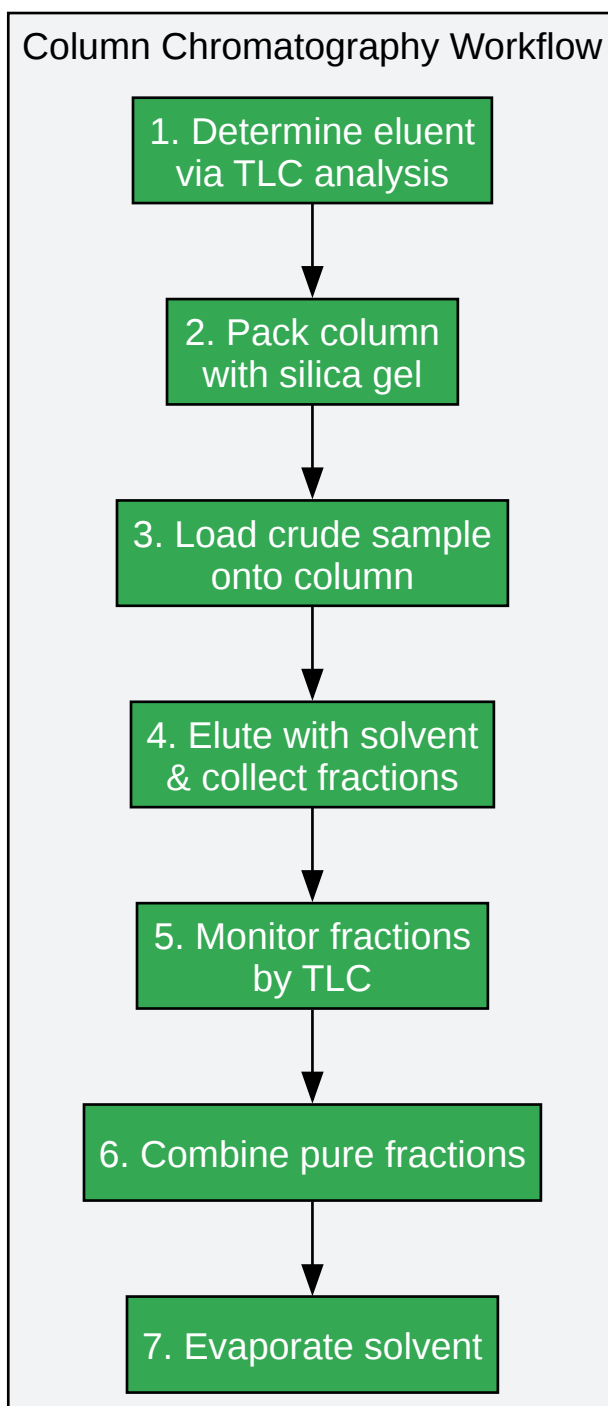 Column Chromatography Workflow
1. Determine eluent
via TLC analysis
2. Pack column
with silica gel
3. Load crude sample
onto column
4. Elute with solvent
& collect fractions
5. Monitor fractions
by TLC
6. Combine pure fractions
7. Evaporate solvent